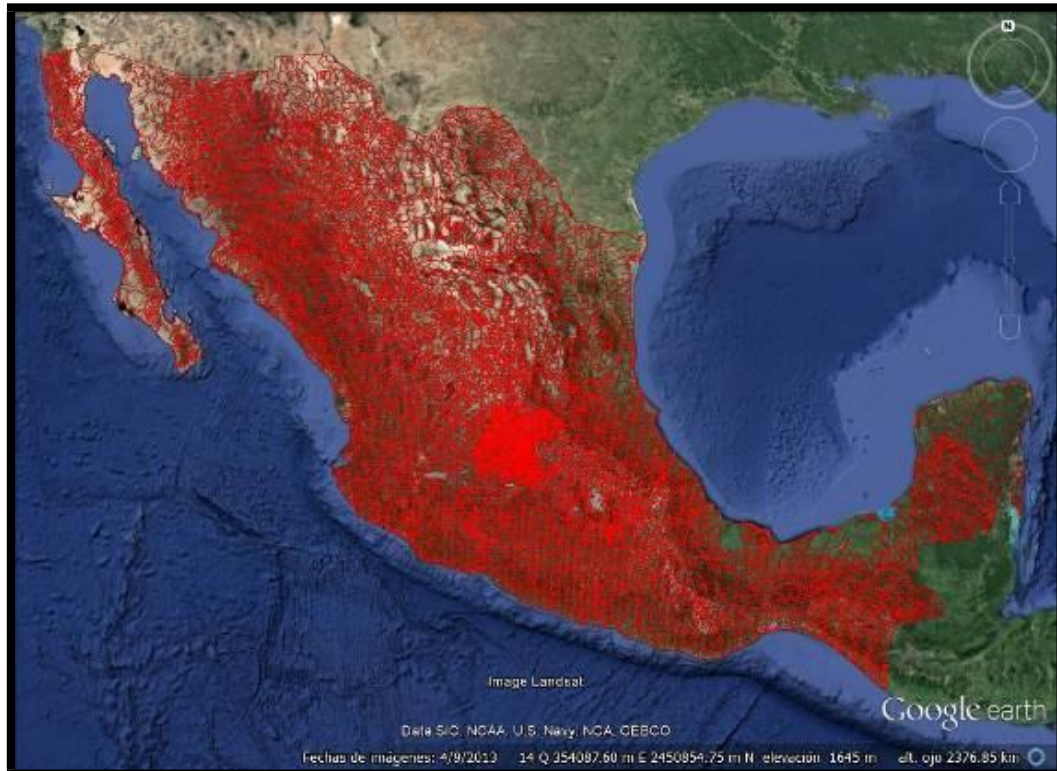 N
Image Landsat
Data SIO, NOAA, U.S. Navy, NGA, GEBCO
Google earth
Fechas de imágenes: 4/9/2013 14 Q 354087.60 m E 2450854.75 m N elevación 1645 m alt. ojo 2376.85 km